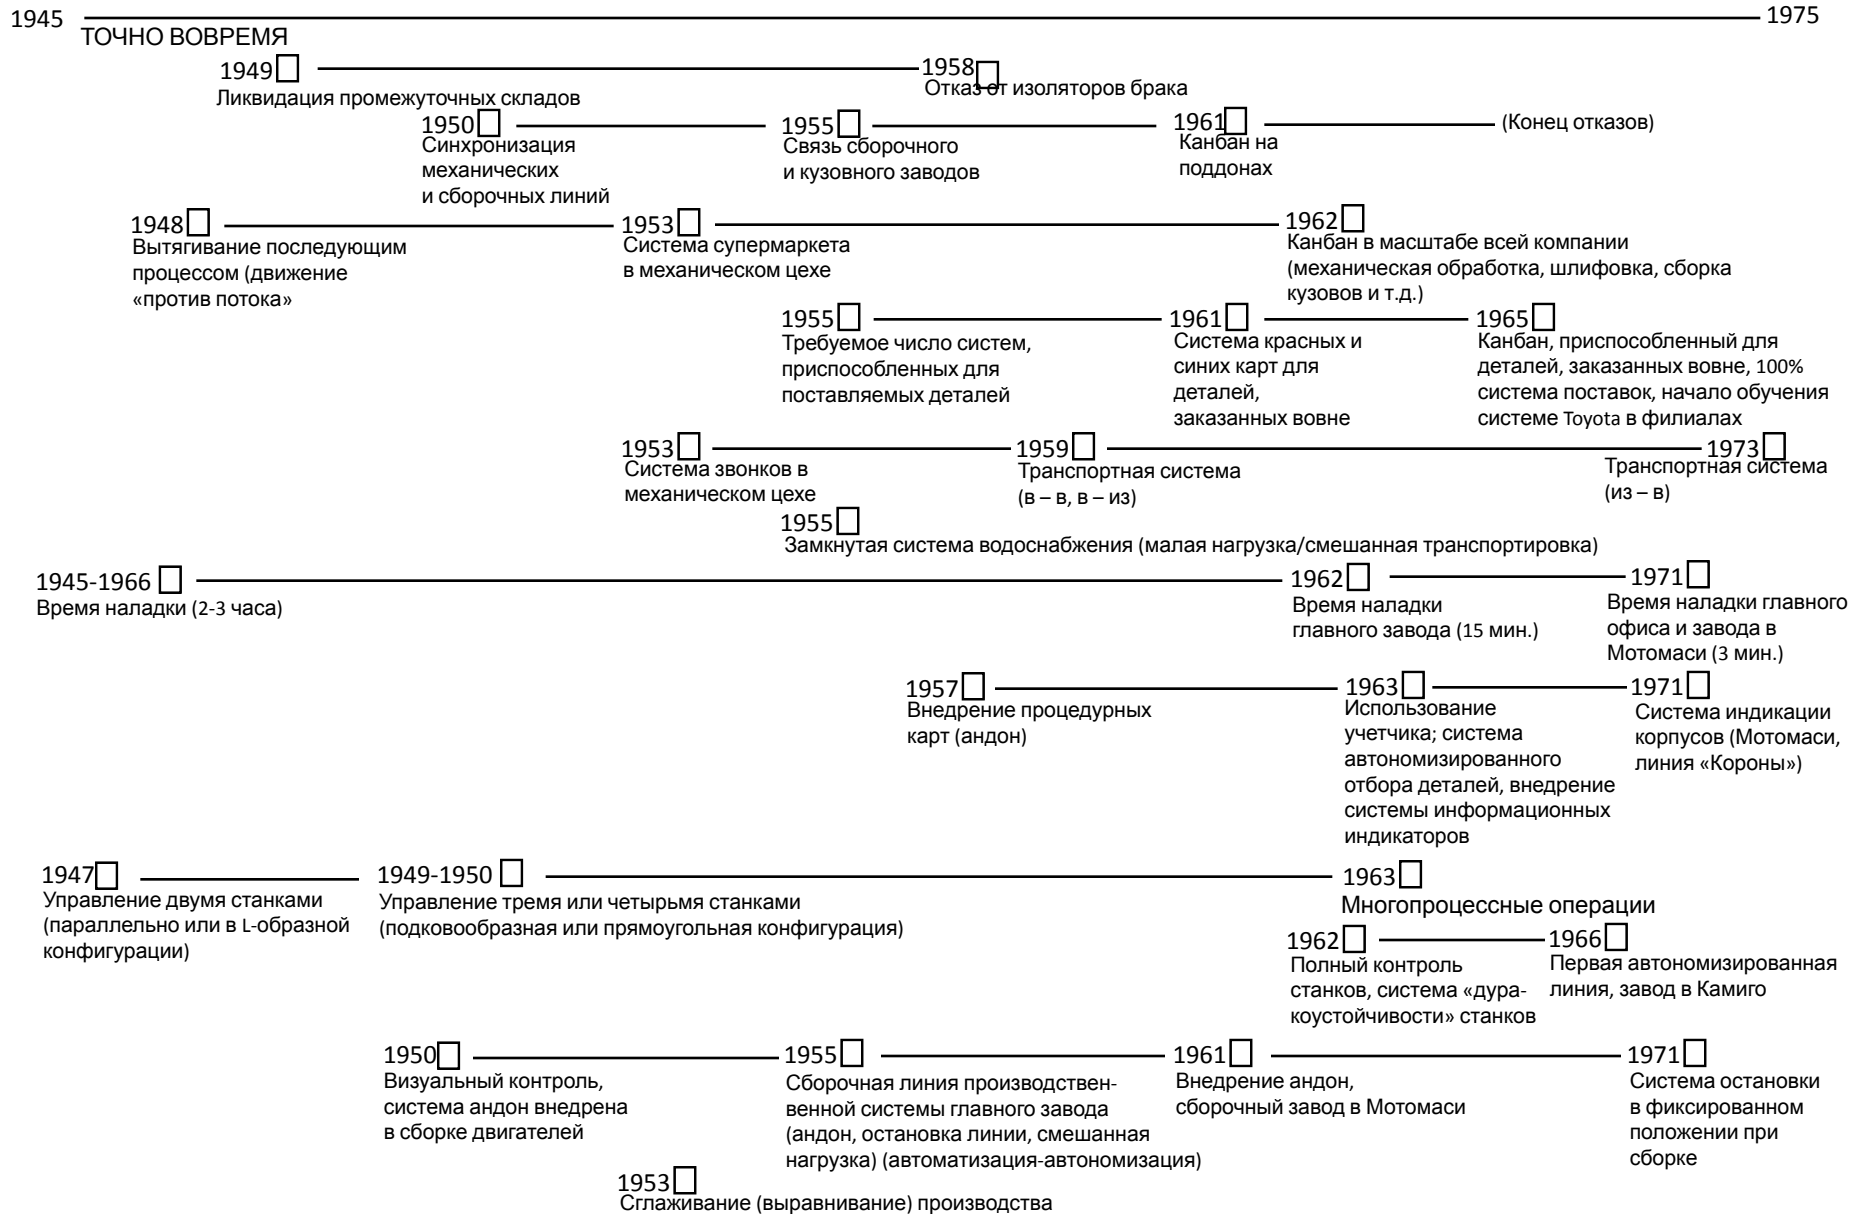 1945
1975
ТОЧНО ВОВРЕМЯ
1949
Ликвидация промежуточных складов
1958
Отказ от изоляторов брака
1950
Синхронизация
механических
и сборочных линий
1955
Связь сборочного
и кузовного заводов
1961
Канбан на
поддонах
(Конец отказов)
1948
Вытягивание последующим
процессом (движение
«против потока»
1953
Система супермаркета
в механическом цехе
1962
Канбан в масштабе всей компании
(механическая обработка, шлифовка, сборка
кузовов и т.д.)
1955
Требуемое число систем,
приспособленных для
поставляемых деталей
1961
Система красных и
синих карт для
деталей,
заказанных вовне
1965
Канбан, приспособленный для
деталей, заказанных вовне, 100%
система поставок, начало обучения
системе Toyota в филиалах
1953
Система звонков в
механическом цехе
1959
Транспортная система
(в – в, в – из)
1973
Транспортная система
(из – в)
1955
Замкнутая система водоснабжения (малая нагрузка/смешанная транспортировка)
1945-1966
Время наладки (2-3 часа)
1962
Время наладки
главного завода (15 мин.)
1971
Время наладки главного
офиса и завода в
Мотомаси (3 мин.)
1957
Внедрение процедурных
карт (андон)
1963
Использование
учетчика; система
автономизированного
отбора деталей, внедрение
системы информационных
индикаторов
1971
Система индикации
корпусов (Мотомаси,
линия «Короны»)
1947
Управление двумя станками
(параллельно или в L-образной
конфигурации)
1949-1950
Управление тремя или четырьмя станками
(подковообразная или прямоугольная конфигурация)
1963
Многопроцессные операции
1962
Полный контроль
станков, система «дура-
коустойчивости» станков
1966
Первая автономизированная
линия, завод в Камиго
1950
Визуальный контроль,
система андон внедрена
в сборке двигателей
1955
Сборочная линия производствен-
венной системы главного завода
(андон, остановка линии, смешанная
нагрузка) (автоматизация-автономизация)
1961
Внедрение андон,
сборочный завод в Мотомаси
1971
Система остановки
в фиксированном
положении при
сборке
1953
Сглаживание (выравнивание) производства